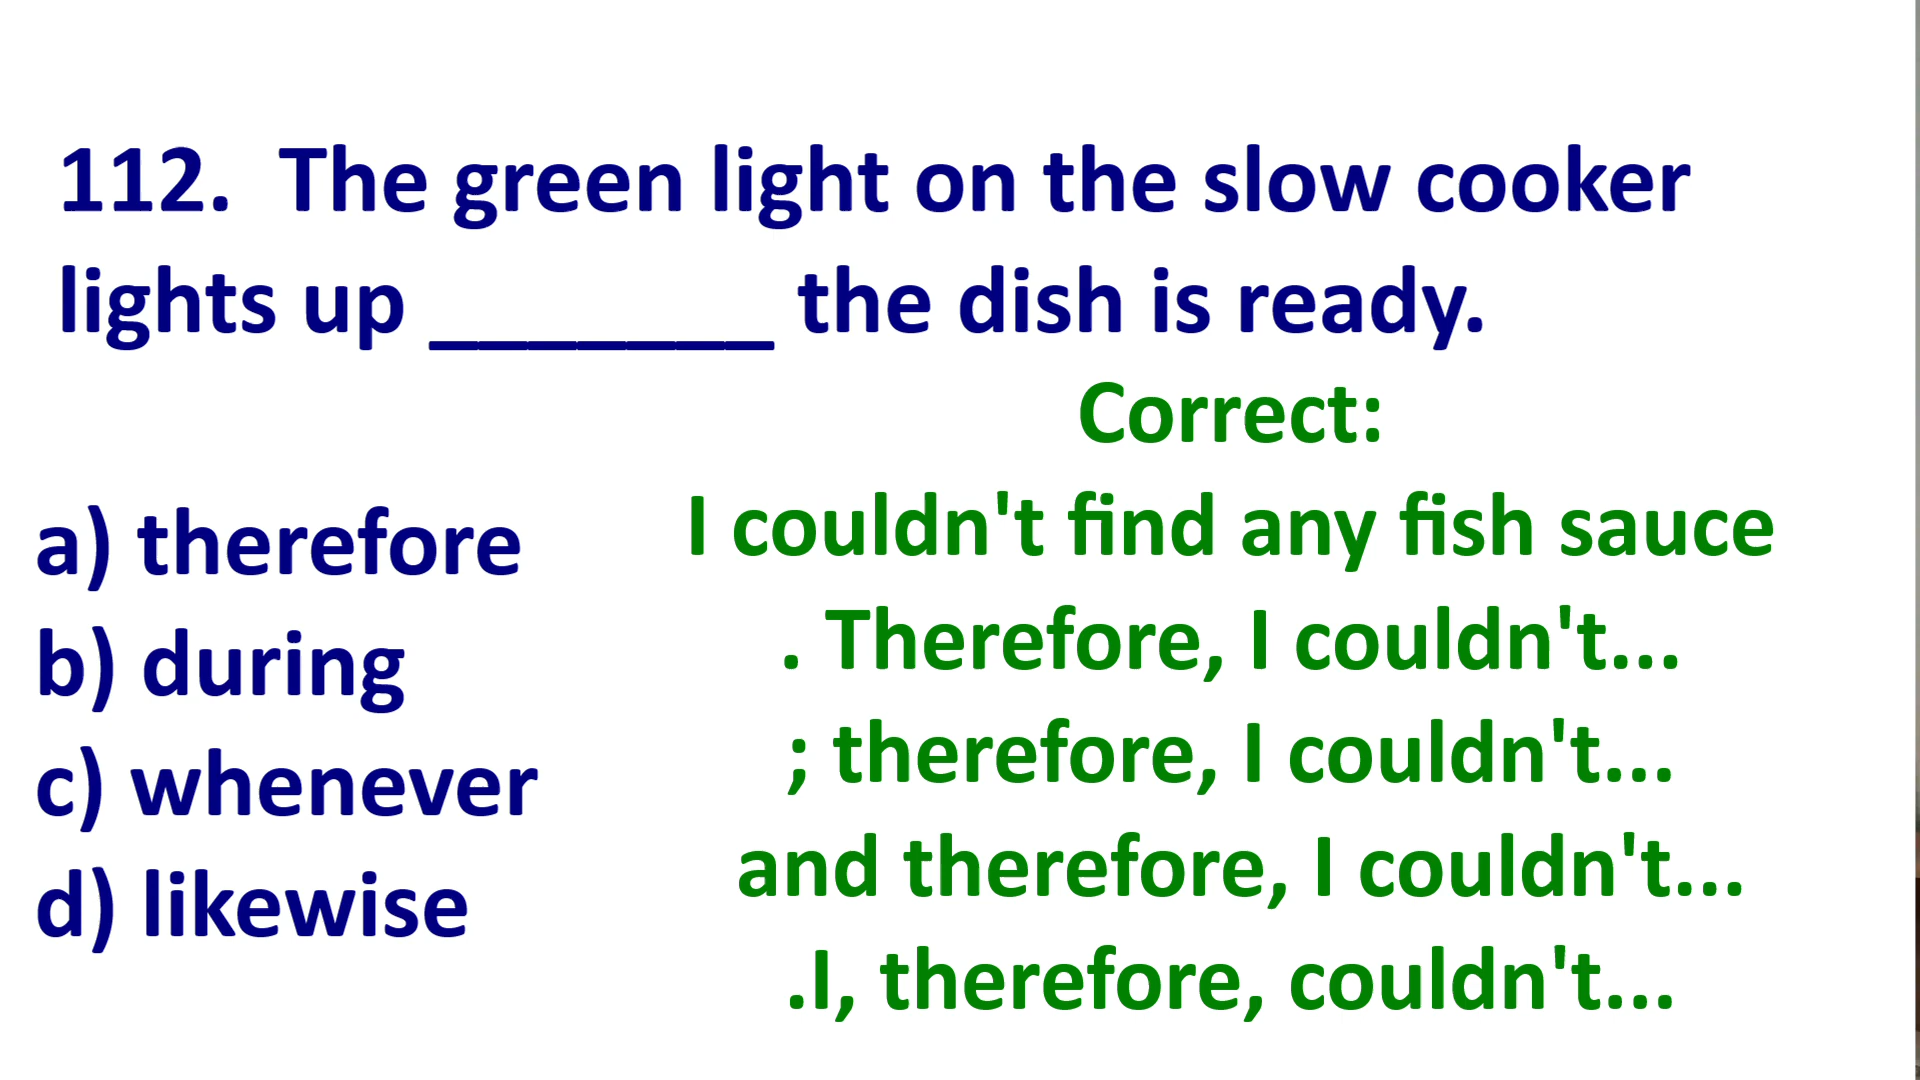 112.  The green light on the slow cooker
lights up _______ the dish is ready.
Correct:
I couldn't find any fish sauce
. Therefore, I couldn't...
; therefore, I couldn't...
and therefore, I couldn't...
.I, therefore, couldn't...
a) therefore
b) during
c) whenever
d) likewise